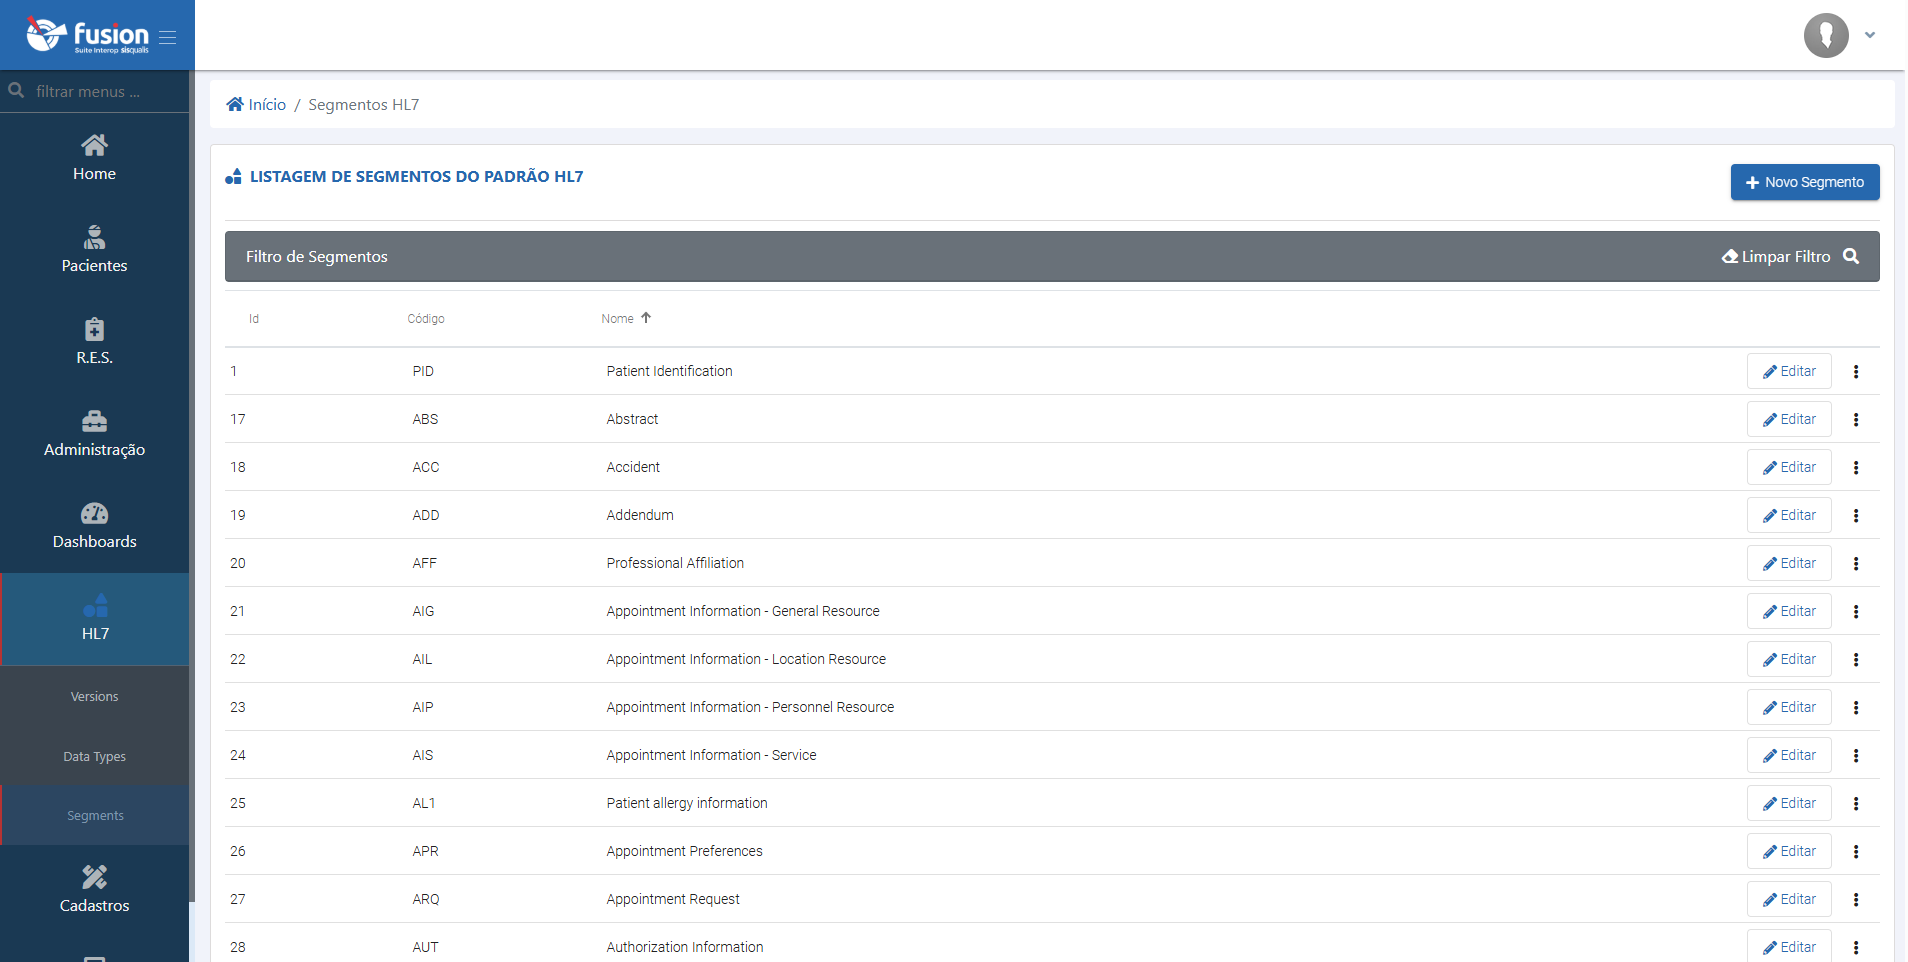 fusion
Suite Interop sisqualis
filtrar menus ...
Home
Pacientes
R.E.S.
Administração
Dashboards
HL7
Versions
Data Types
Segments
Cadastros
Início / Segmentos HL7
LISTAGEM DE SEGMENTOS DO PADRÃO HL7
Novo Segmento
Filtro de Segmentos
Limpar Filtro
Id Código Nome
1 PID Patient Identification Editar
17 ABS Abstract Editar
18 ACC Accident Editar
19 ADD Addendum Editar
20 AFF Professional Affiliation Editar
21 AIG Appointment Information - General Resource Editar
22 AIL Appointment Information - Location Resource Editar
23 AIP Appointment Information - Personnel Resource Editar
24 AIS Appointment Information - Service Editar
25 AL1 Patient allergy information Editar
26 APR Appointment Preferences Editar
27 ARQ Appointment Request Editar
28 AUT Authorization Information Editar